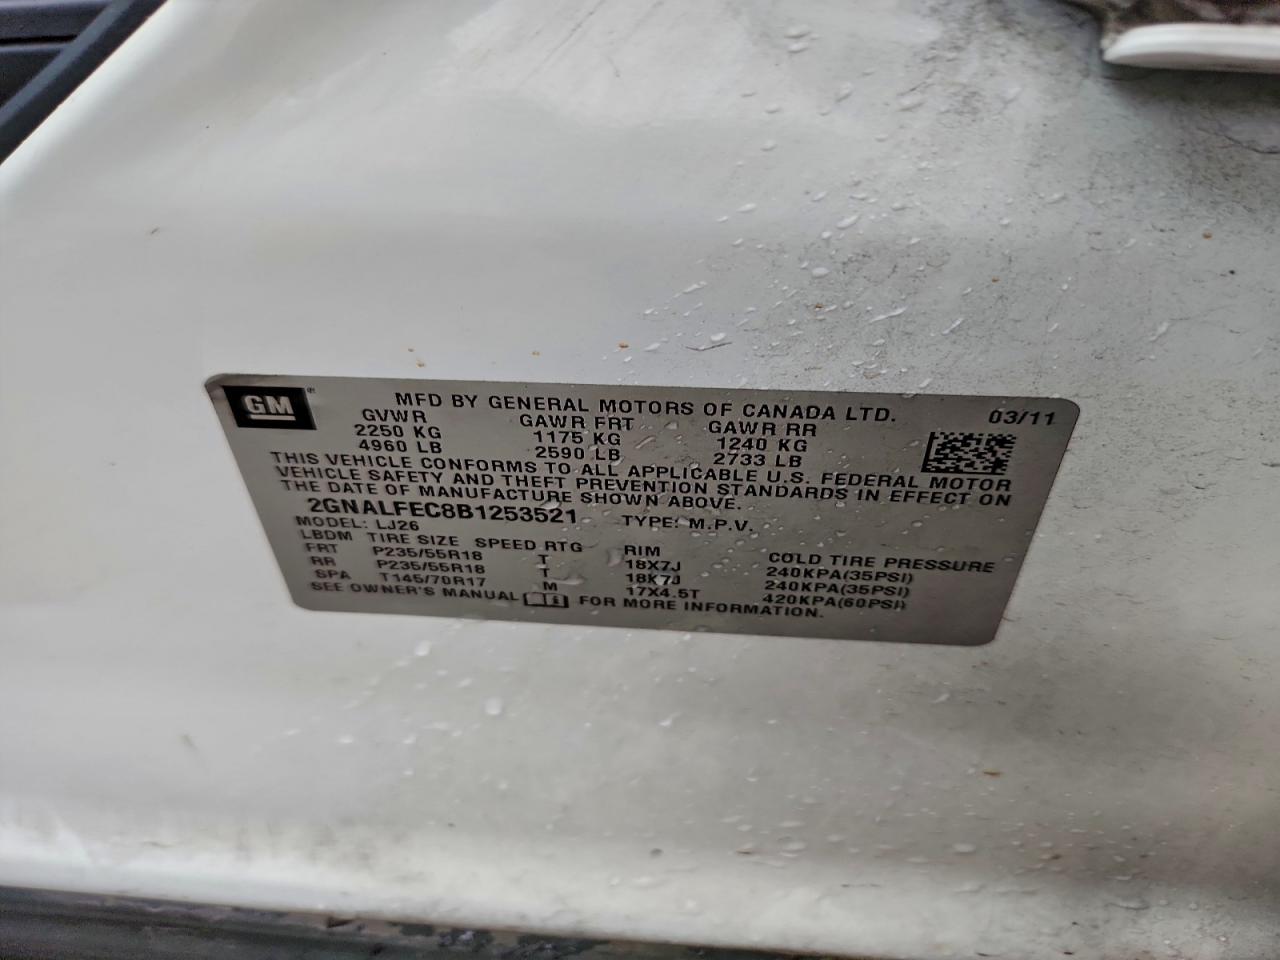 GM
MFD BY GENERAL MOTORS OF CANADA LTD. 03/11
GVWR GAWR FRT GAWR RR
2250 KG 1175 KG 1240 KG
4960 LB 2590 LB 2733 LB
THIS VEHICLE CONFORMS TO ALL APPLICABLE U.S. FEDERAL MOTOR
VEHICLE SAFETY AND THEFT PREVENTION STANDARDS IN EFFECT ON
THE DATE OF MANUFACTURE SHOWN ABOVE.
2GNALFEC8B1253521 TYPE: M.P.V.
MODEL: LJ26
LBDM TIRE SIZE SPEED RTG RIM COLD TIRE PRESSURE
FRT P235/55R18 T 18X7J 240KPA(35PSI)
RR P235/55R18 T 18X7J 240KPA(35PSI)
SPA T145/70R17 M 17X4.5T 420KPA(60PSI)
SEE OWNER'S MANUAL FOR MORE INFORMATION.